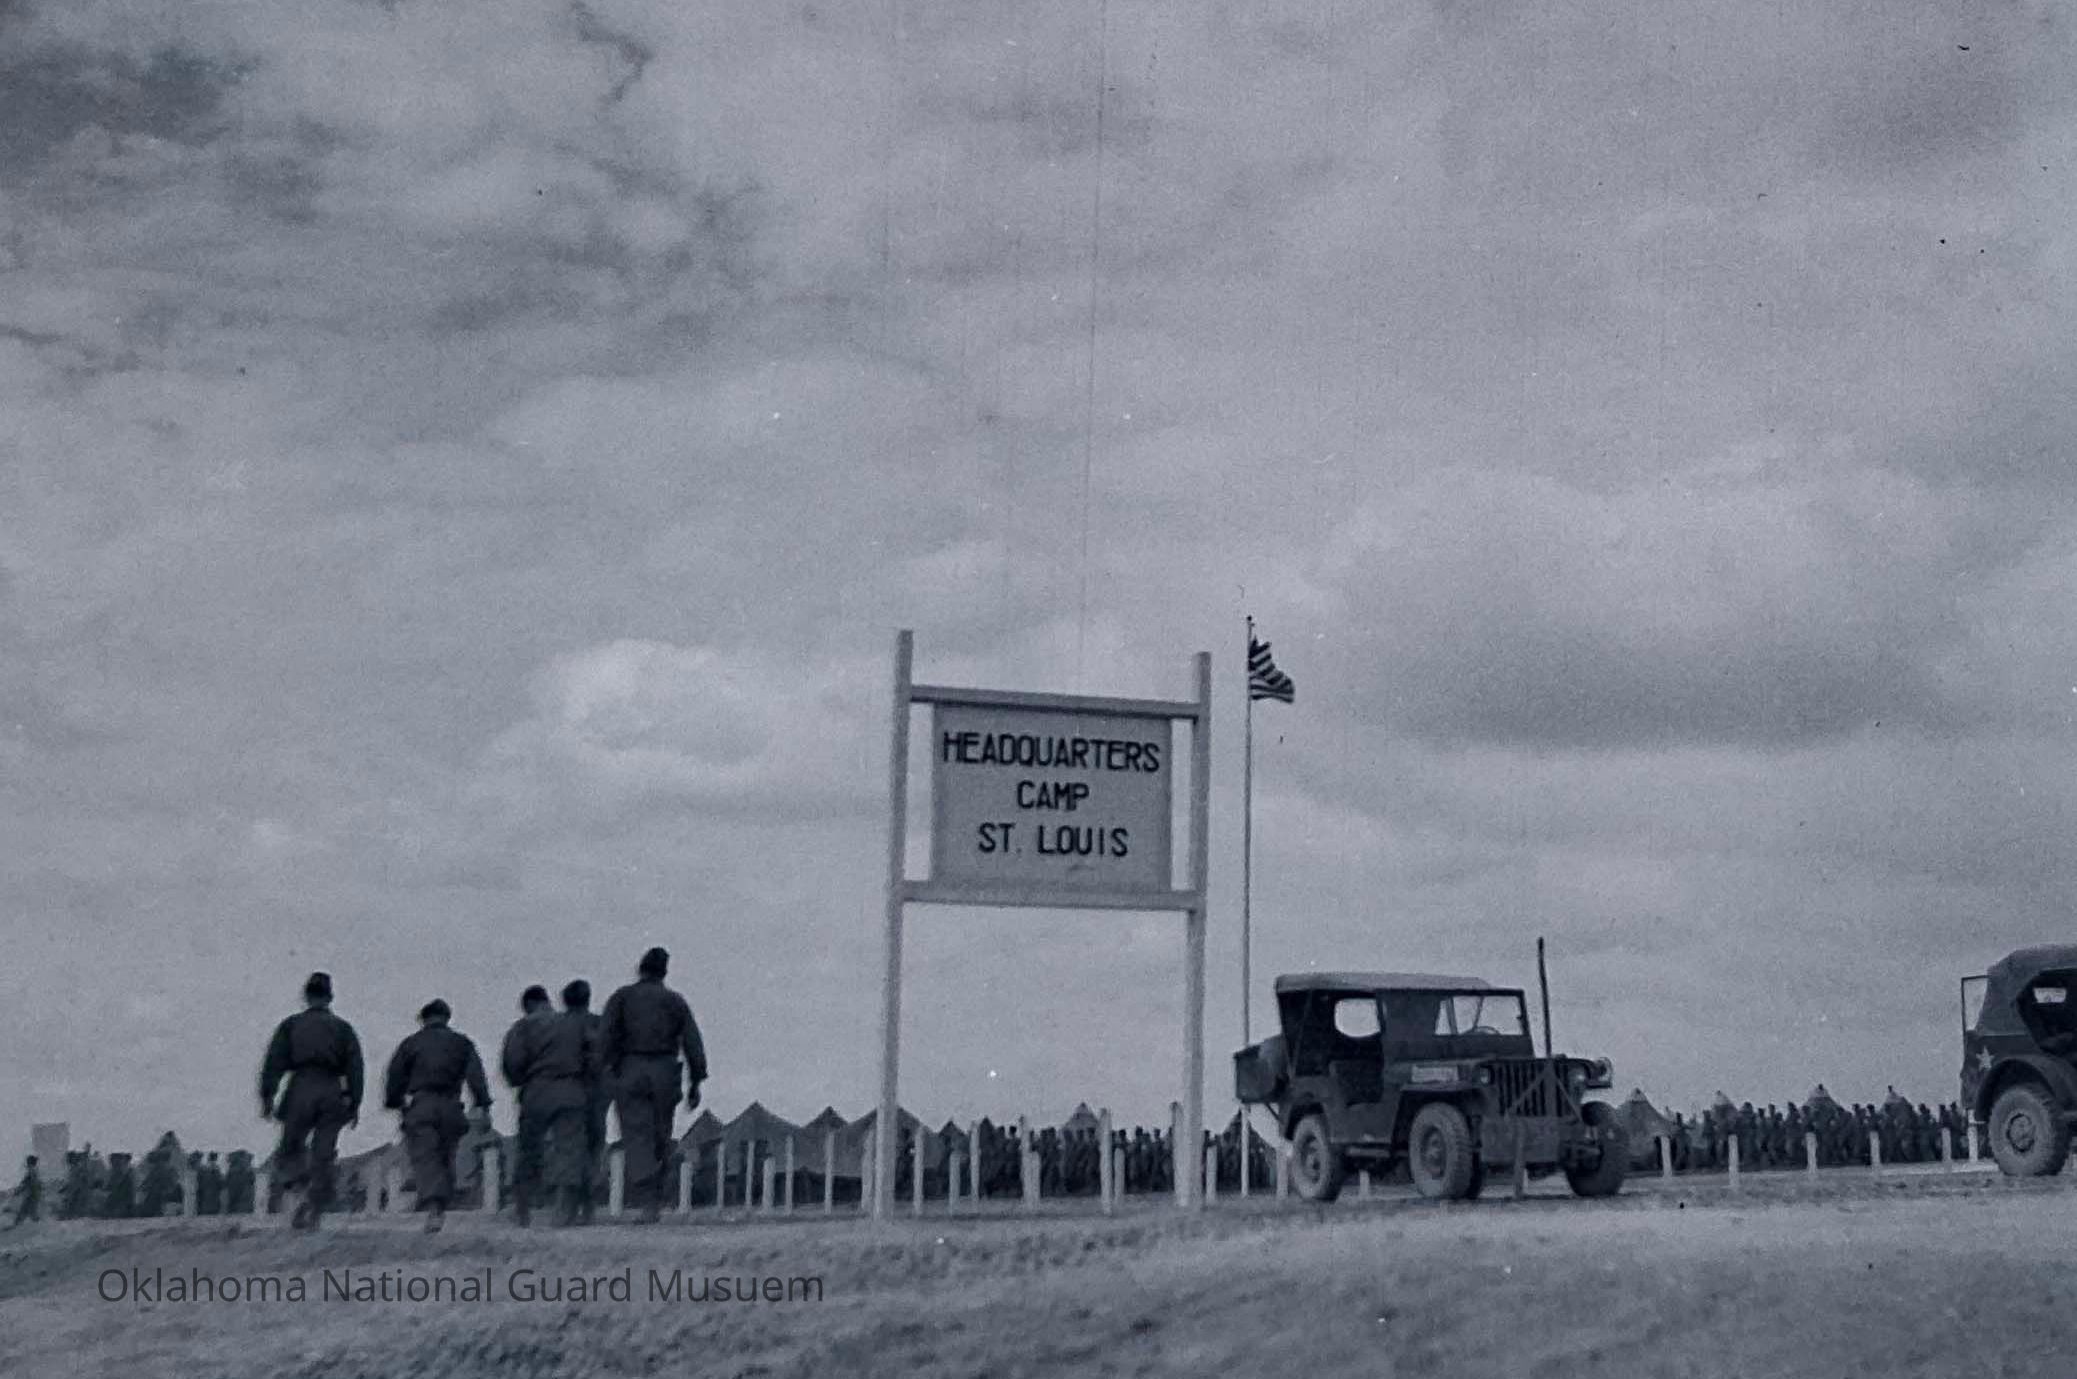 HEADQUARTERS
CAMP
ST. LOUIS
Oklahoma National Guard Musuem